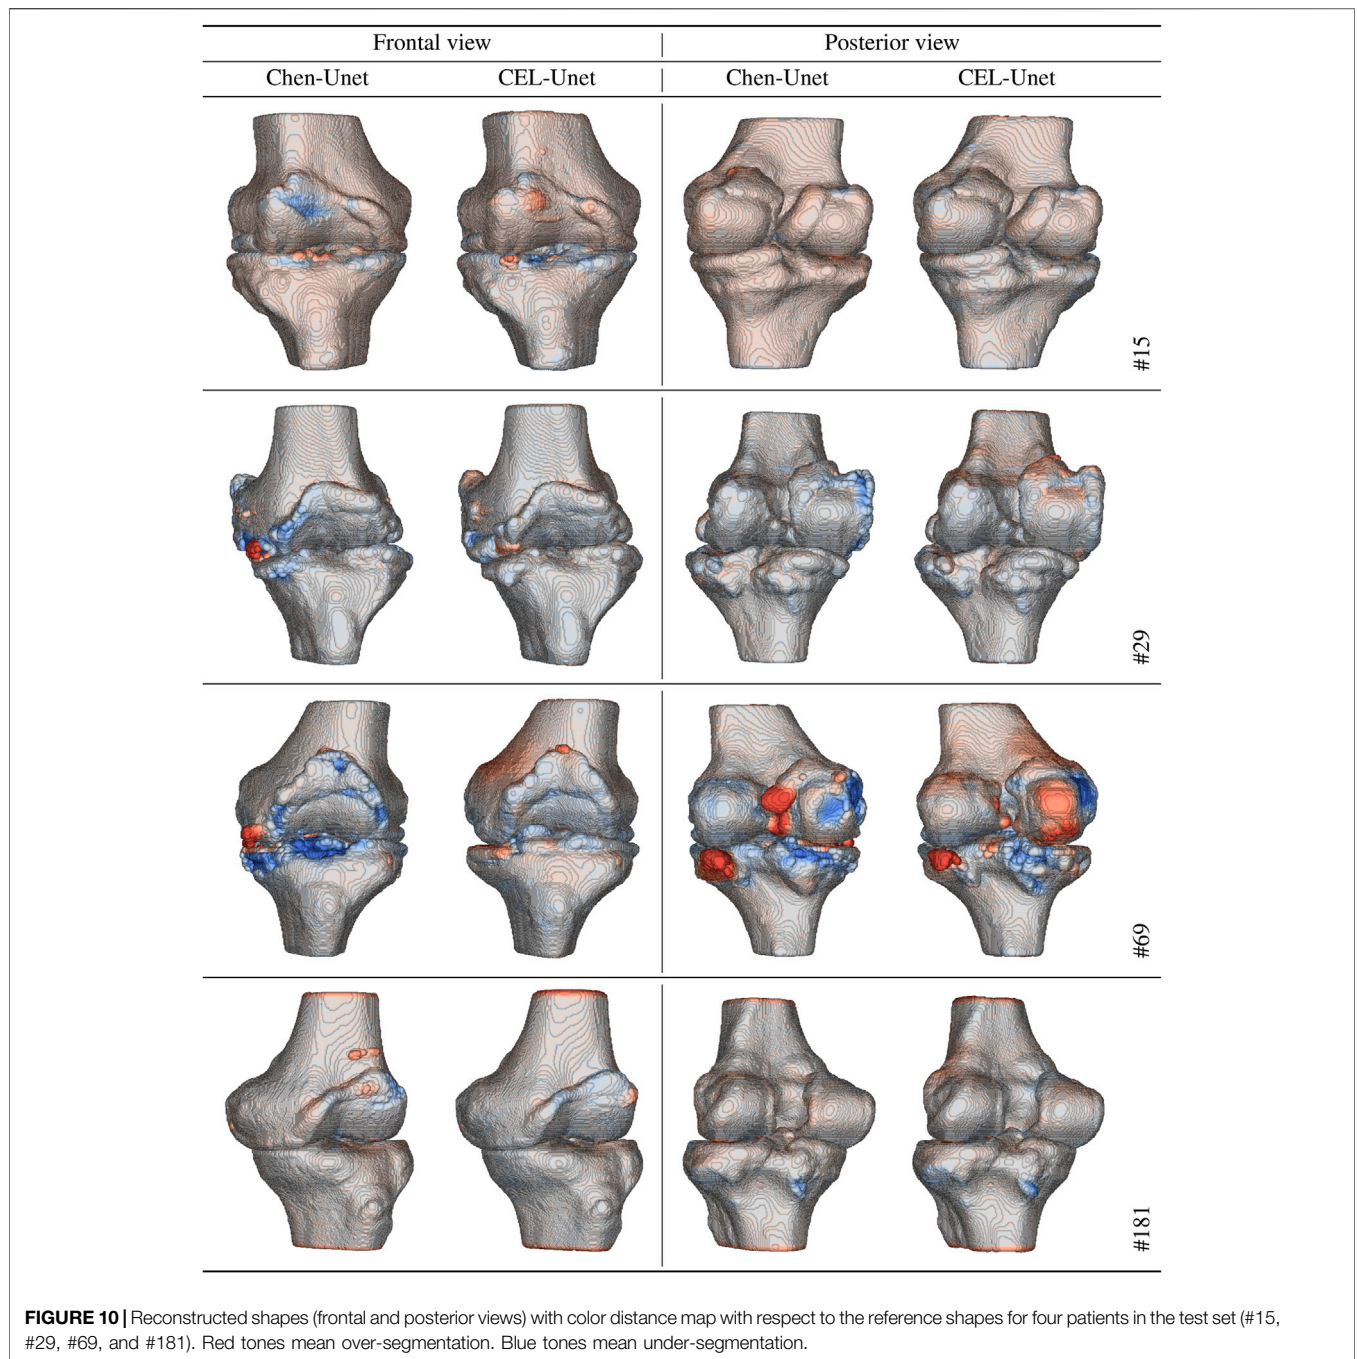 Frontal view | Posterior view
Chen-Unet CEL-Unet | Chen-Unet CEL-Unet
#15
#29
#69
#181
FIGURE 10 | Reconstructed shapes (frontal and posterior views) with color distance map with respect to the reference shapes for four patients in the test set (#15,
#29, #69, and #181). Red tones mean over-segmentation. Blue tones mean under-segmentation.